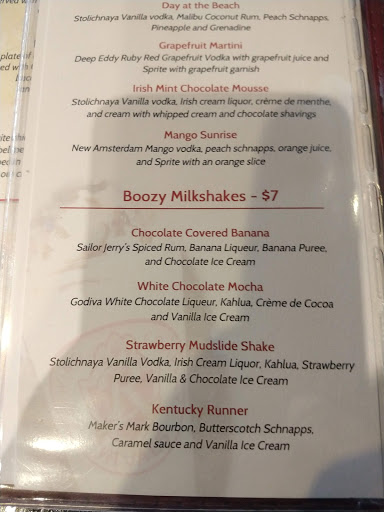 Day at the Beach
Stolichnaya Vanilla vodka, Malibu Coconut Rum, Peach Schnapps,
Pineapple and Grenadine
Grapefruit Martini
Deep Eddy Ruby Red Grapefruit Vodka with grapefruit juice and
Sprite with grapefruit garnish
Irish Mint Chocolate Mousse
Stolichnaya Vanilla vodka, Irish cream liquor, crème de menthe,
and cream with whipped cream and chocolate shavings
Mango Sunrise
New Amsterdam Mango vodka, peach schnapps, orange juice,
and Sprite with an orange slice
Boozy Milkshakes - $7
Chocolate Covered Banana
Sailor Jerry's Spiced Rum, Banana Liqueur, Banana Puree,
and Chocolate Ice Cream
White Chocolate Mocha
Godiva White Chocolate Liqueur, Kahlua, Crème de Cocoa
and Vanilla Ice Cream
Strawberry Mudslide Shake
Stolichnaya Vanilla Vodka, Irish Cream Liquor, Kahlua, Strawberry
Puree, Vanilla & Chocolate Ice Cream
Kentucky Runner
Maker's Mark Bourbon, Butterscotch Schnapps,
Caramel sauce and Vanilla Ice Cream